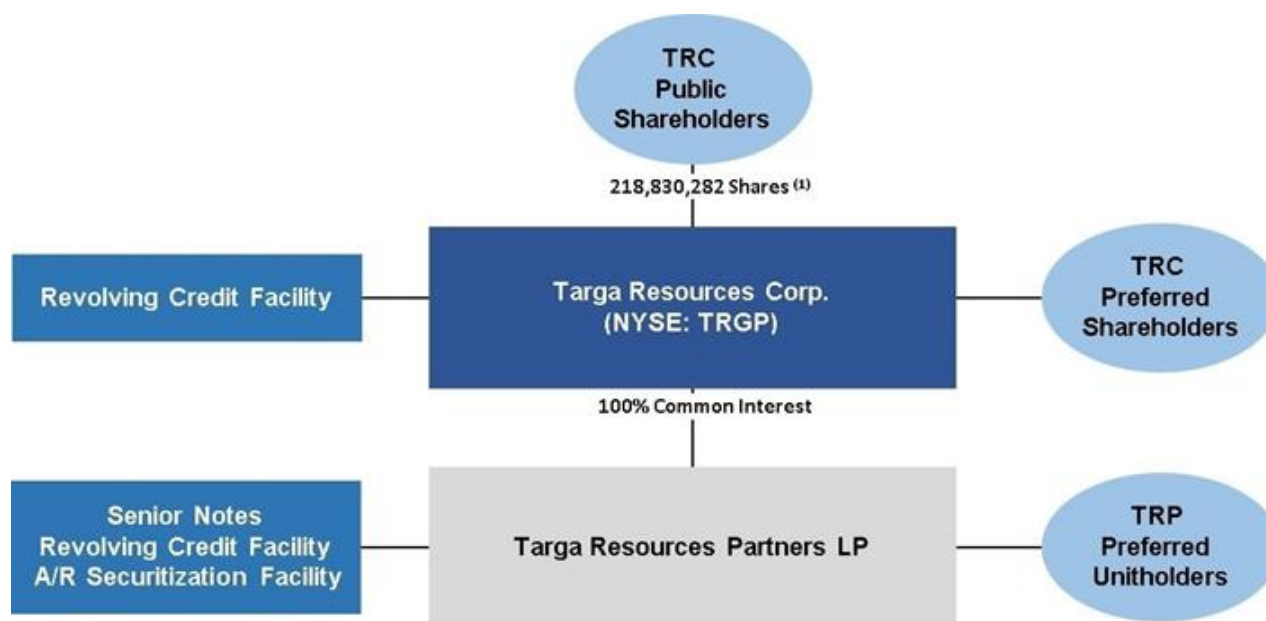 TRC
Public
Shareholders
218,830,282 Shares (1)
Revolving Credit Facility
Targa Resources Corp.
(NYSE: TRGP)
TRC
Preferred
Shareholders
100% Common Interest
Senior Notes
Revolving Credit Facility
A/R Securitization Facility
Targa Resources Partners LP
TRP
Preferred
Unitholders